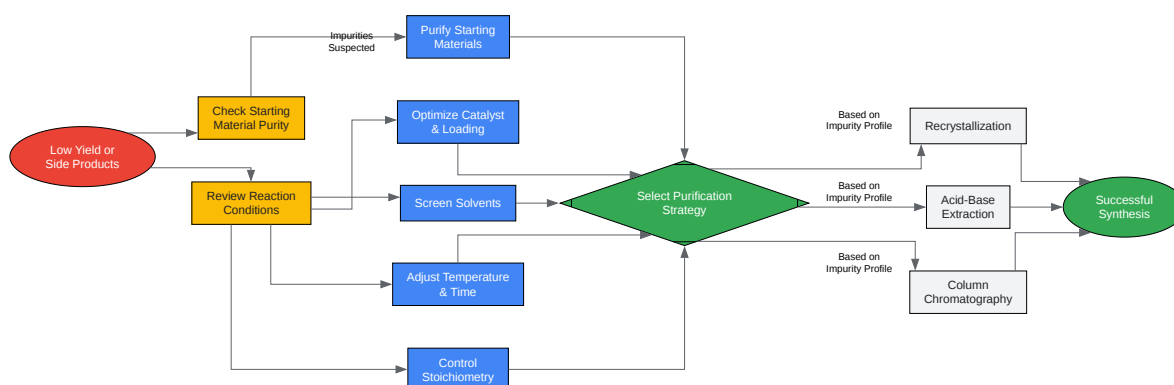 Purify Starting
Materials
Impurities
Suspected
Check Starting
Material Purity
Optimize Catalyst
& Loading
Based on
Impurity Profile
Recrystallization
Low Yield or
Side Products
Review Reaction
Conditions
Screen Solvents
Select Purification
Strategy
Based on
Impurity Profile
Acid-Base
Extraction
Successful
Synthesis
Adjust Temperature
& Time
Based on
Impurity Profile
Column
Chromatography
Control
Stoichiometry